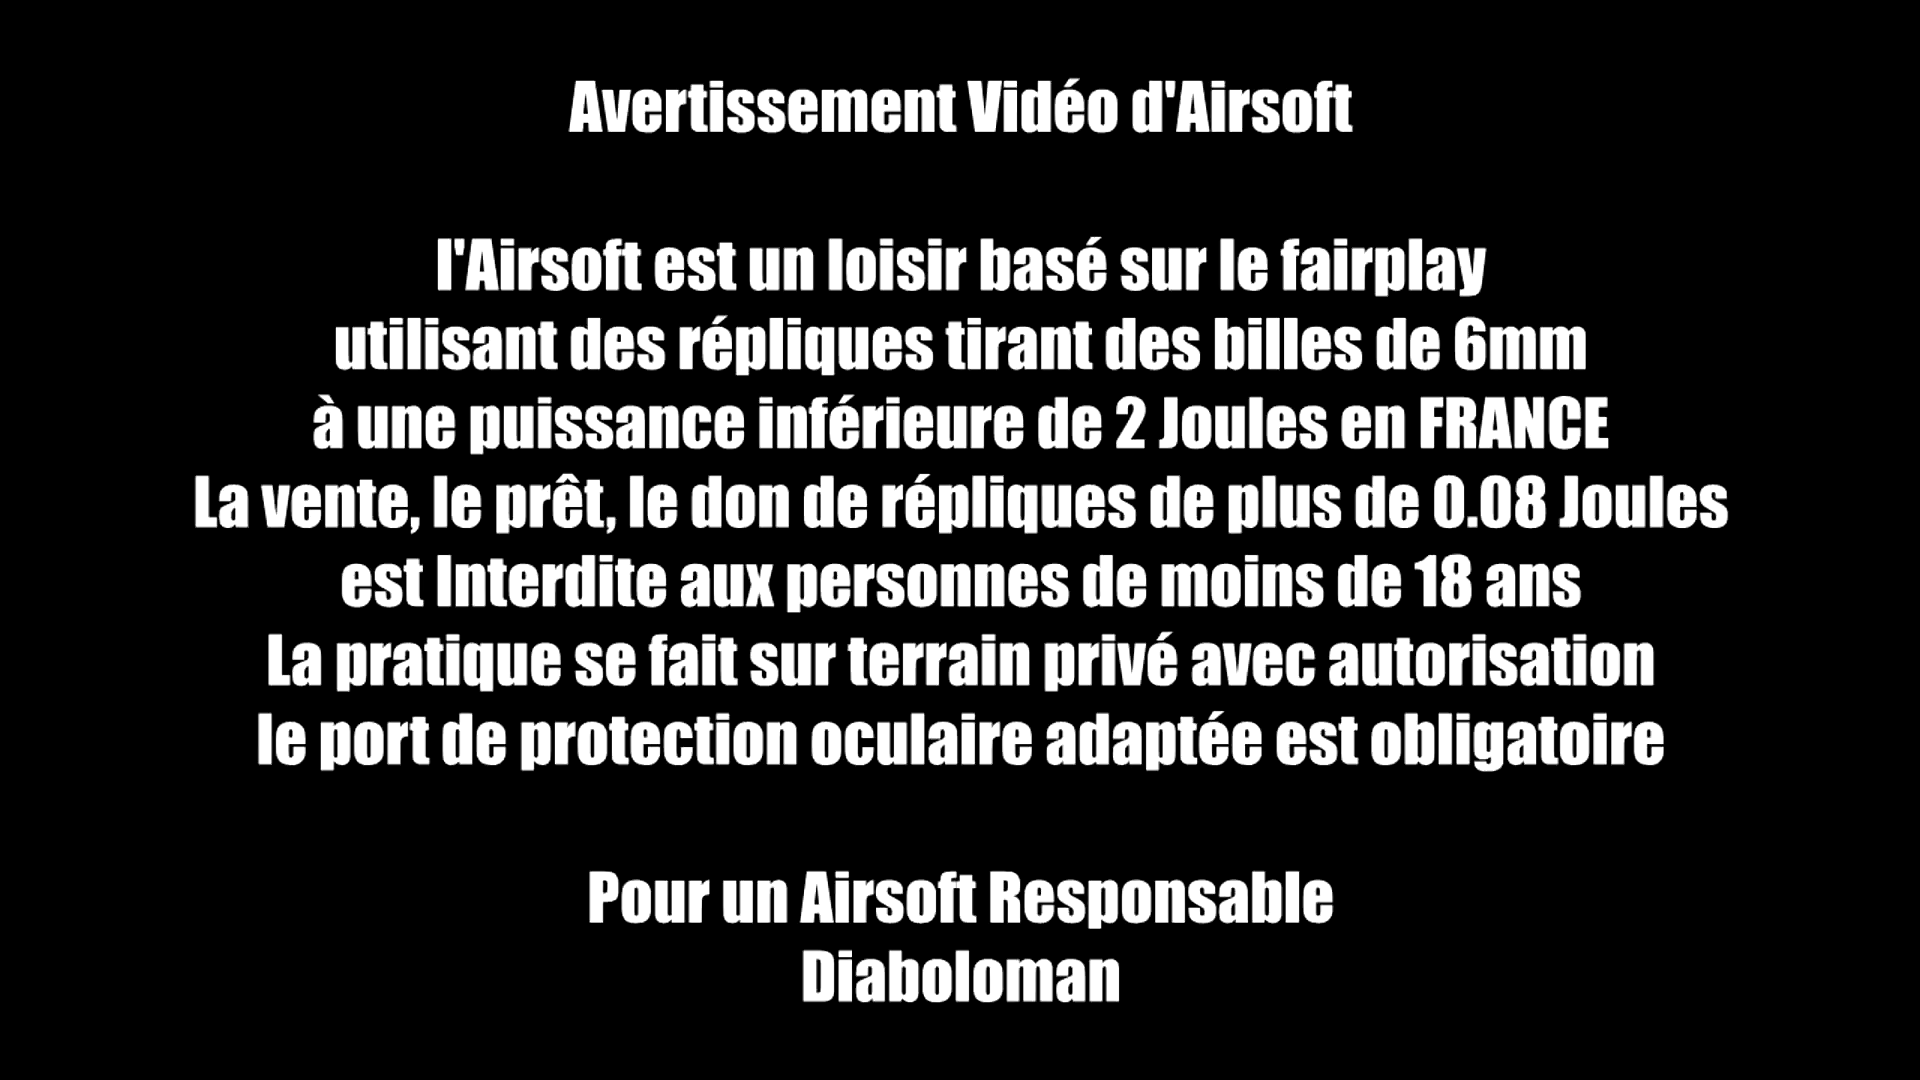 Avertissement Vidéo d'Airsoft
l'Airsoft est un loisir basé sur le fairplay
utilisant des répliques tirant des billes de 6mm
à une puissance inférieure de 2 Joules en FRANCE
La vente, le prêt, le don de répliques de plus de 0.08 Joules
est Interdite aux personnes de moins de 18 ans
La pratique se fait sur terrain privé avec autorisation
le port de protection oculaire adaptée est obligatoire
Pour un Airsoft Responsable
Diaboloman